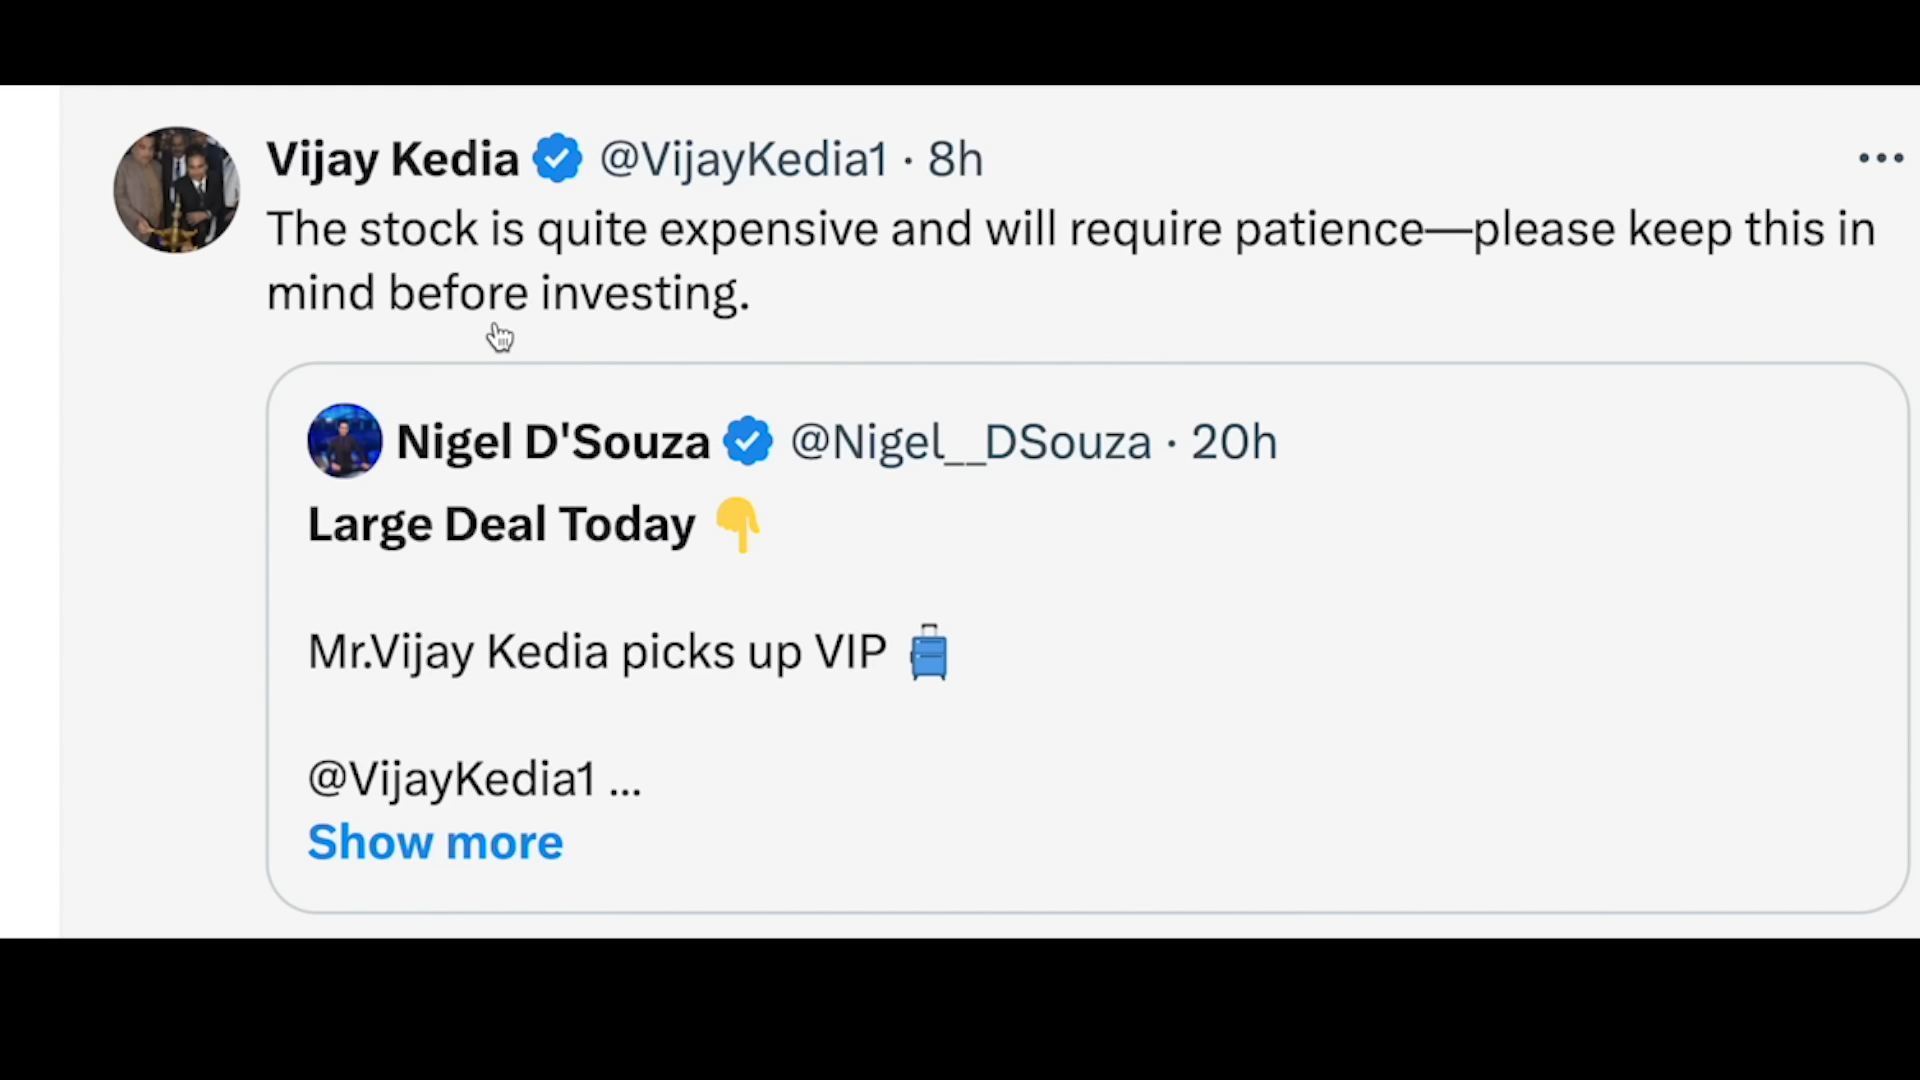 Vijay Kedia @VijayKedia1 · 8h
The stock is quite expensive and will require patience—please keep this in
mind before investing.
Nigel D'Souza @Nigel__DSouza · 20h
Large Deal Today 👇
Mr.Vijay Kedia picks up VIP 🧳
@VijayKedia1 ...
Show more